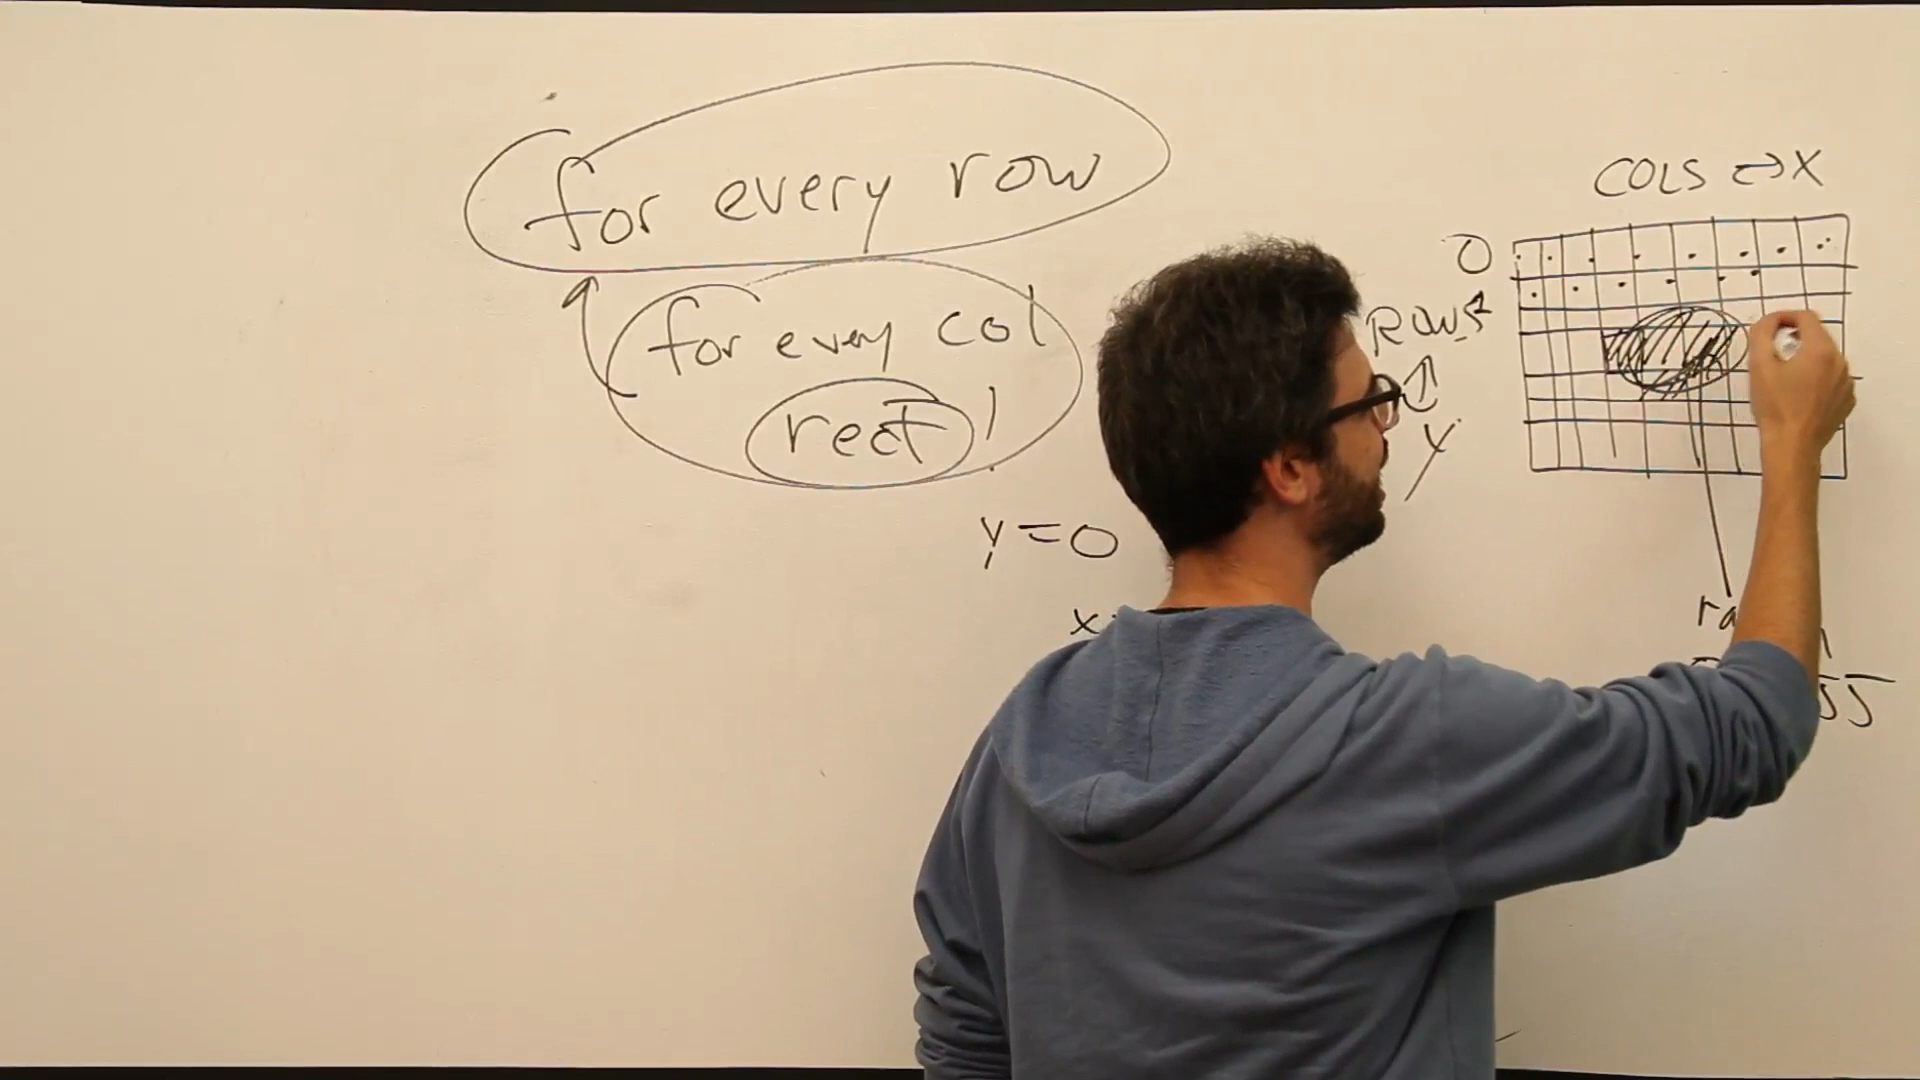 for every row
for every col
rect
COLS ↔ X
0
ROWS
Y
y = 0
x